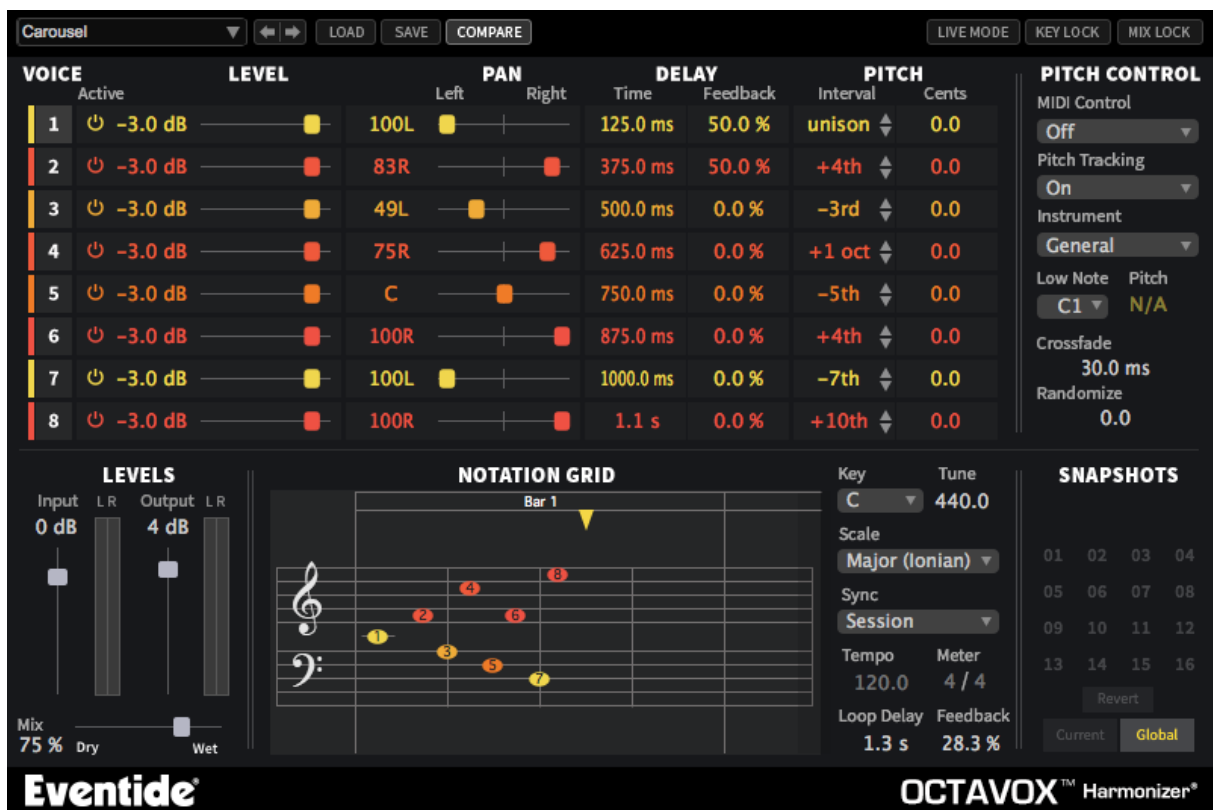 Carousel LOAD SAVE COMPARE LIVE MODE KEY LOCK MIX LOCK
VOICE LEVEL PAN DELAY PITCH PITCH CONTROL
Active Left Right Time Feedback Interval Cents
1 −3.0 dB 100L 125.0 ms 50.0 % unison 0.0
2 −3.0 dB 83R 375.0 ms 50.0 % +4th 0.0
3 −3.0 dB 49L 500.0 ms 0.0 % −3rd 0.0
4 −3.0 dB 75R 625.0 ms 0.0 % +1 oct 0.0
5 −3.0 dB C 750.0 ms 0.0 % −5th 0.0
6 −3.0 dB 100R 875.0 ms 0.0 % +4th 0.0
7 −3.0 dB 100L 1000.0 ms 0.0 % −7th 0.0
8 −3.0 dB 100R 1.1 s 0.0 % +10th 0.0
MIDI Control
Off
Pitch Tracking
On
Instrument
General
Low Note Pitch
C1 N/A
Crossfade
30.0 ms
Randomize
0.0
LEVELS
Input L R Output L R
0 dB 4 dB
Mix
75 % Dry Wet
NOTATION GRID
Bar 1
8
4
2 6
1
3
5
7
Key Tune
C 440.0
Scale
Major (Ionian)
Sync
Session
Tempo Meter
120.0 4 / 4
Loop Delay Feedback
1.3 s 28.3 %
SNAPSHOTS
01 02 03 04
05 06 07 08
09 10 11 12
13 14 15 16
Revert
Current Global
Eventide® OCTAVOX™ Harmonizer®